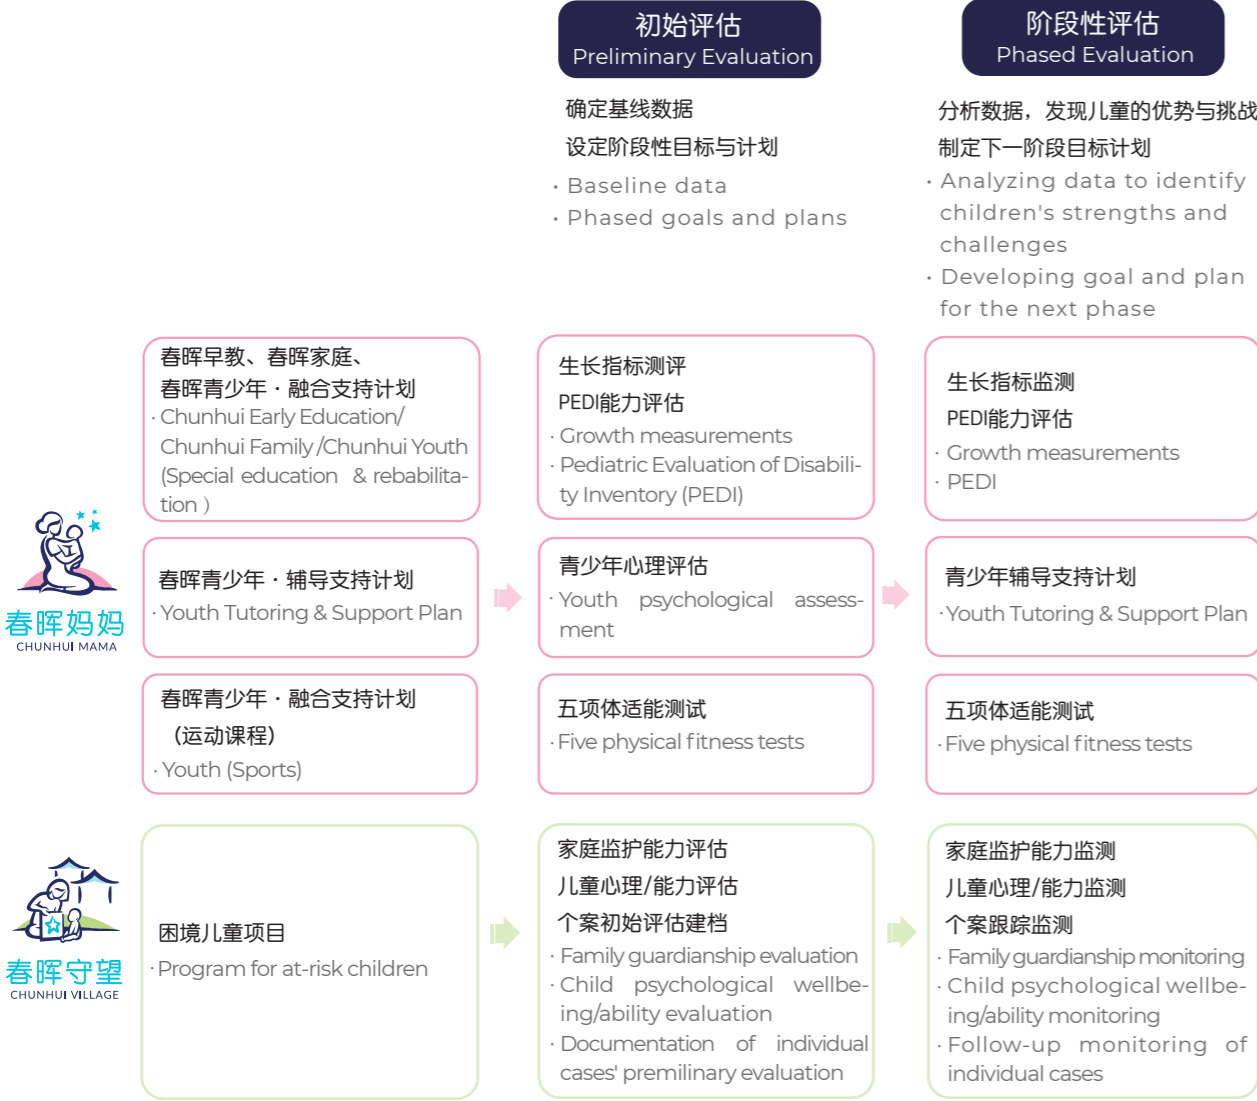 初始评估
Preliminary Evaluation
阶段性评估
Phased Evaluation
确定基线数据
设定阶段性目标与计划
· Baseline data
· Phased goals and plans
分析数据，发现儿童的优势与挑战
制定下一阶段目标计划
· Analyzing data to identify
children's strengths and
challenges
· Developing goal and plan
for the next phase
春晖早教、春晖家庭、
春晖青少年·融合支持计划
· Chunhui Early Education/
Chunhui Family/Chunhui Youth
(Special education & rebabilita-
tion )
生长指标测评
PEDI能力评估
· Growth measurements
· Pediatric Evaluation of Disabili-
ty Inventory (PEDI)
生长指标监测
PEDI能力评估
· Growth measurements
· PEDI
春晖妈妈
CHUNHUI MAMA
春晖青少年·辅导支持计划
· Youth Tutoring & Support Plan
青少年心理评估
· Youth psychological assess-
ment
青少年辅导支持计划
· Youth Tutoring & Support Plan
春晖青少年·融合支持计划
（运动课程）
· Youth (Sports)
五项体适能测试
· Five physical fitness tests
五项体适能测试
· Five physical fitness tests
春晖守望
CHUNHUI VILLAGE
困境儿童项目
· Program for at-risk children
家庭监护能力评估
儿童心理/能力评估
个案初始评估建档
· Family guardianship evaluation
· Child psychological wellbe-
ing/ability evaluation
· Documentation of individual
cases' premilinary evaluation
家庭监护能力监测
儿童心理/能力监测
个案跟踪监测
· Family guardianship monitoring
· Child psychological wellbe-
ing/ability monitoring
· Follow-up monitoring of
individual cases